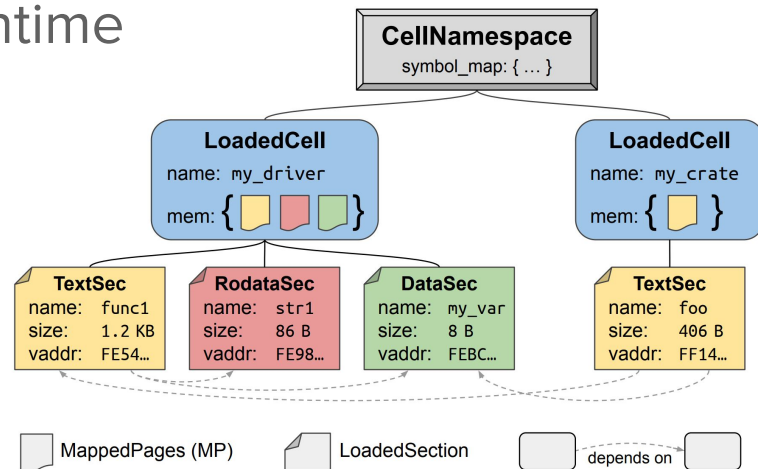 ntime
CellNamespace
symbol_map: { … }
LoadedCell
name: my_driver
mem: { }
LoadedCell
name: my_crate
mem: { }
TextSec
name: func1
size: 1.2 KB
vaddr: FE54…
RodataSec
name: str1
size: 86 B
vaddr: FE98…
DataSec
name: my_var
size: 8 B
vaddr: FEBC…
TextSec
name: foo
size: 406 B
vaddr: FF14…
MappedPages (MP)
LoadedSection
depends on